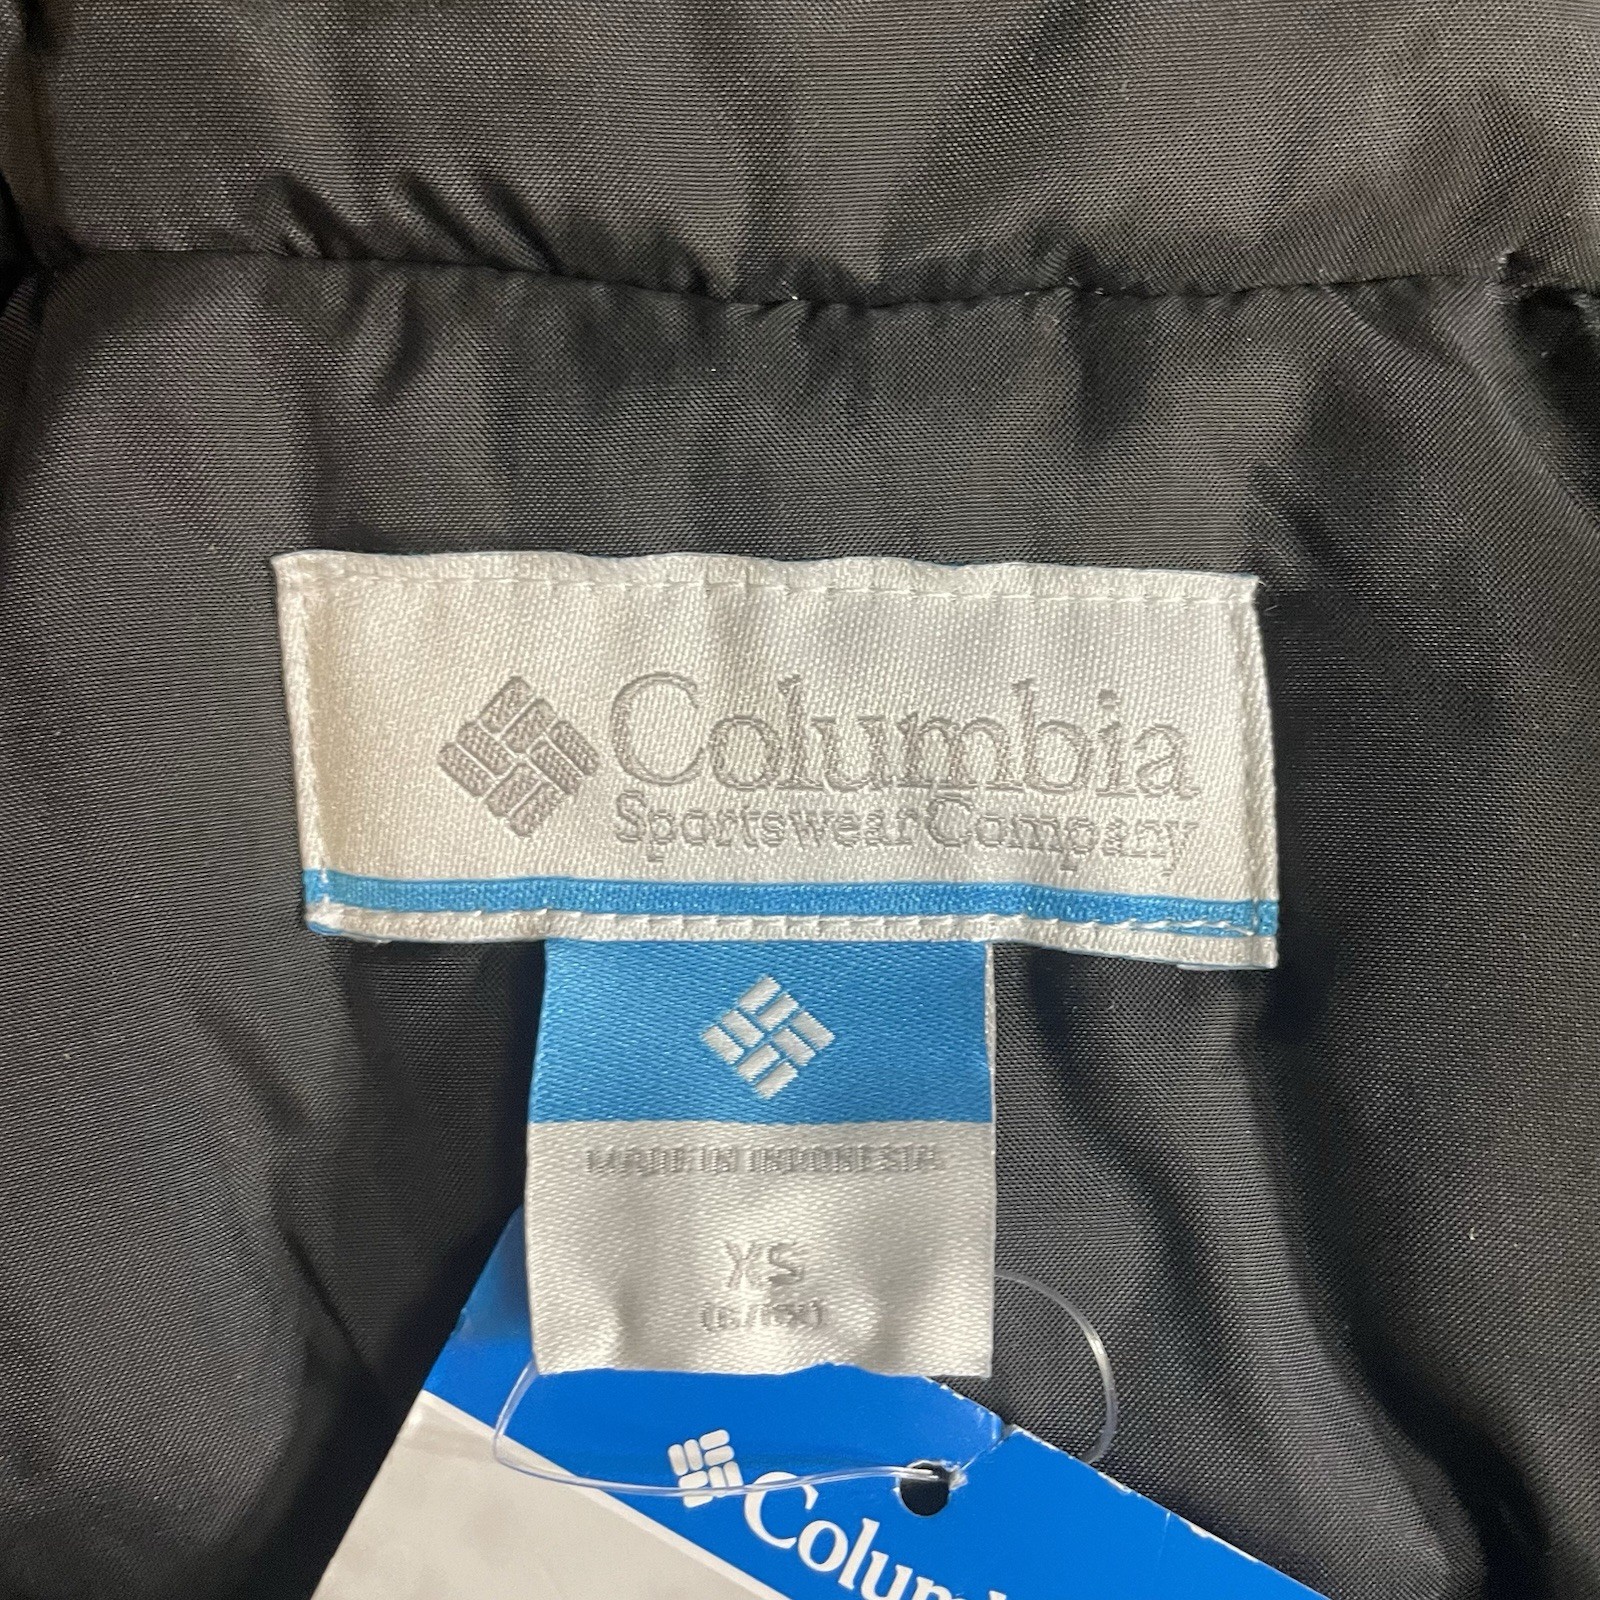 Columbia
Sportswear Company
MADE IN INDONESIA
XS
Colum